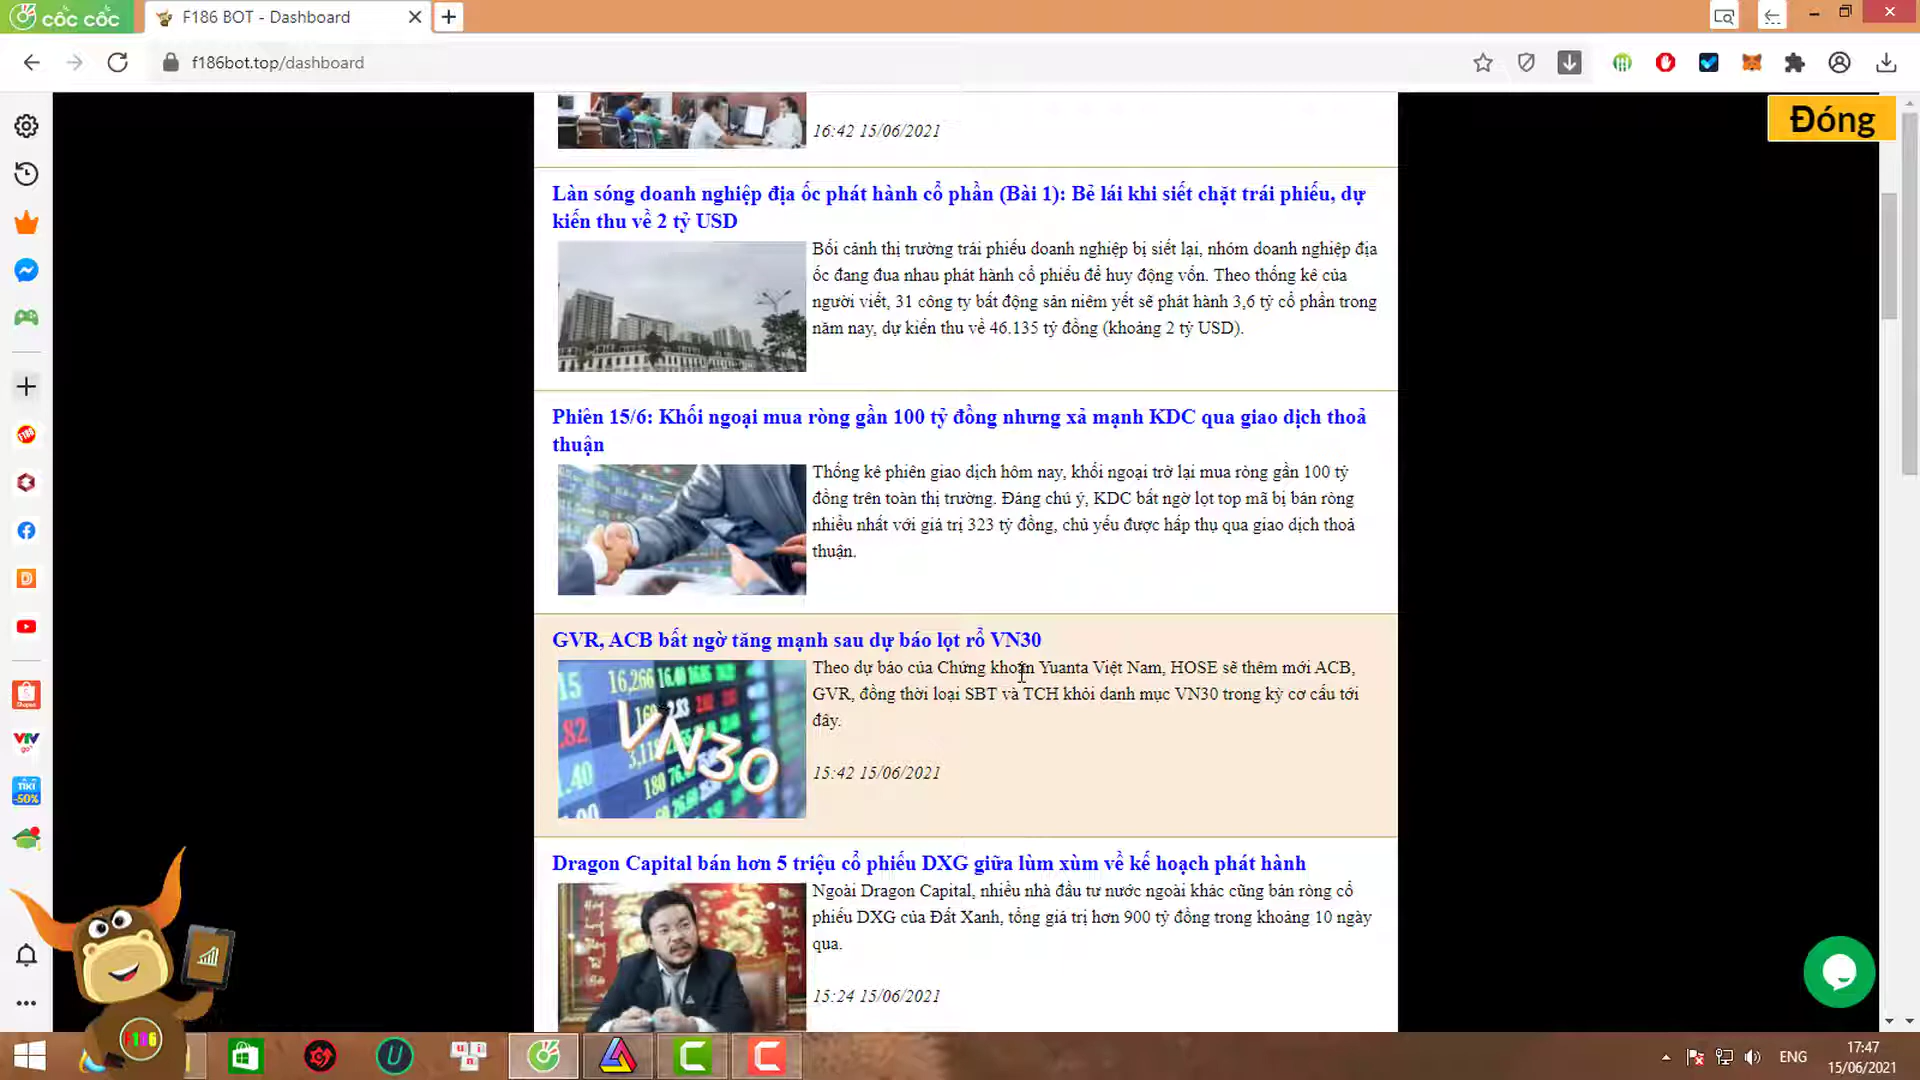 cốc cốc
F186 BOT - Dashboard
f186bot.top/dashboard
Đóng
16:42 15/06/2021
Làn sóng doanh nghiệp địa ốc phát hành cổ phần (Bài 1): Bẻ lái khi siết chặt trái phiếu, dự
kiến thu về 2 tỷ USD
Bối cảnh thị trường trái phiếu doanh nghiệp bị siết lại, nhóm doanh nghiệp địa
ốc đang đua nhau phát hành cổ phiếu để huy động vốn. Theo thống kê của
người viết, 31 công ty bất động sản niêm yết sẽ phát hành 3,6 tỷ cổ phần trong
năm nay, dự kiến thu về 46.135 tỷ đồng (khoảng 2 tỷ USD).
Phiên 15/6: Khối ngoại mua ròng gần 100 tỷ đồng nhưng xả mạnh KDC qua giao dịch thoả
thuận
Thống kê phiên giao dịch hôm nay, khối ngoại trở lại mua ròng gần 100 tỷ
đồng trên toàn thị trường. Đáng chú ý, KDC bất ngờ lọt top mã bị bán ròng
nhiều nhất với giá trị 323 tỷ đồng, chủ yếu được hấp thụ qua giao dịch thoả
thuận.
GVR, ACB bất ngờ tăng mạnh sau dự báo lọt rổ VN30
Theo dự báo của Chứng khoán Yuanta Việt Nam, HOSE sẽ thêm mới ACB,
GVR, đồng thời loại SBT và TCH khỏi danh mục VN30 trong kỳ cơ cấu tới
đây.
15:42 15/06/2021
VN30
Dragon Capital bán hơn 5 triệu cổ phiếu DXG giữa lùm xùm về kế hoạch phát hành
Ngoài Dragon Capital, nhiều nhà đầu tư nước ngoài khác cũng bán ròng cổ
phiếu DXG của Đất Xanh, tổng giá trị hơn 900 tỷ đồng trong khoảng 10 ngày
qua.
15:24 15/06/2021
F186
ENG
17:47
15/06/2021